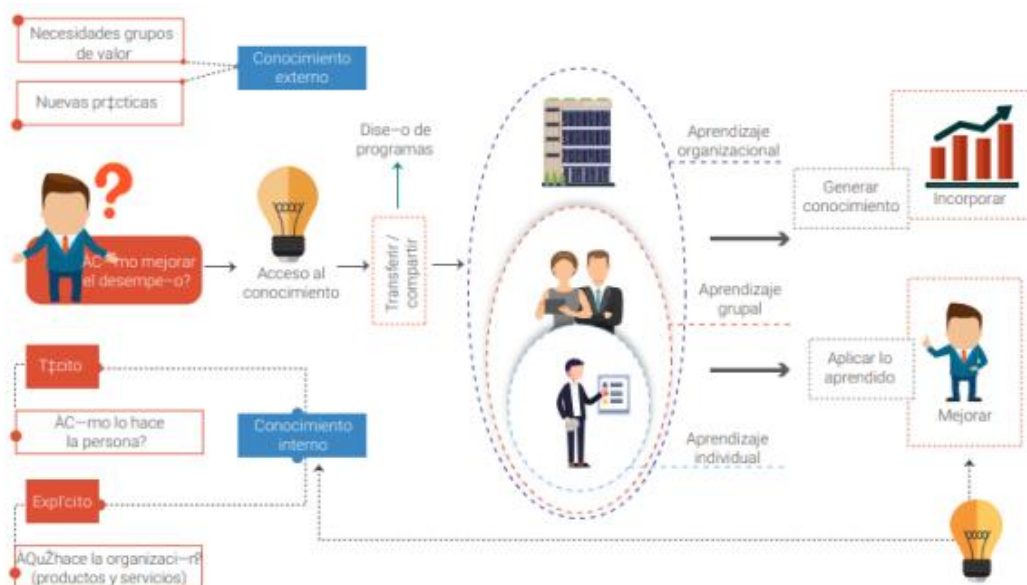 Necesidades grupos
de valor
Conocimiento
externo
Nuevas pr‡cticas
Dise–o de
programas
Aprendizaje
organizacional
Generar
conocimiento
Incorporar
ÀC—mo mejorar
el desempe–o?
Acceso al
conocimiento
Transferir /
compartir
Aprendizaje
grupal
T‡cito
Aplicar lo
aprendido
ÀC—mo lo hace
la persona?
Conocimiento
interno
Mejorar
Aprendizaje
individual
Expl'cito
ÀQuŽhace la organizaci—n?
(productos y servicios)